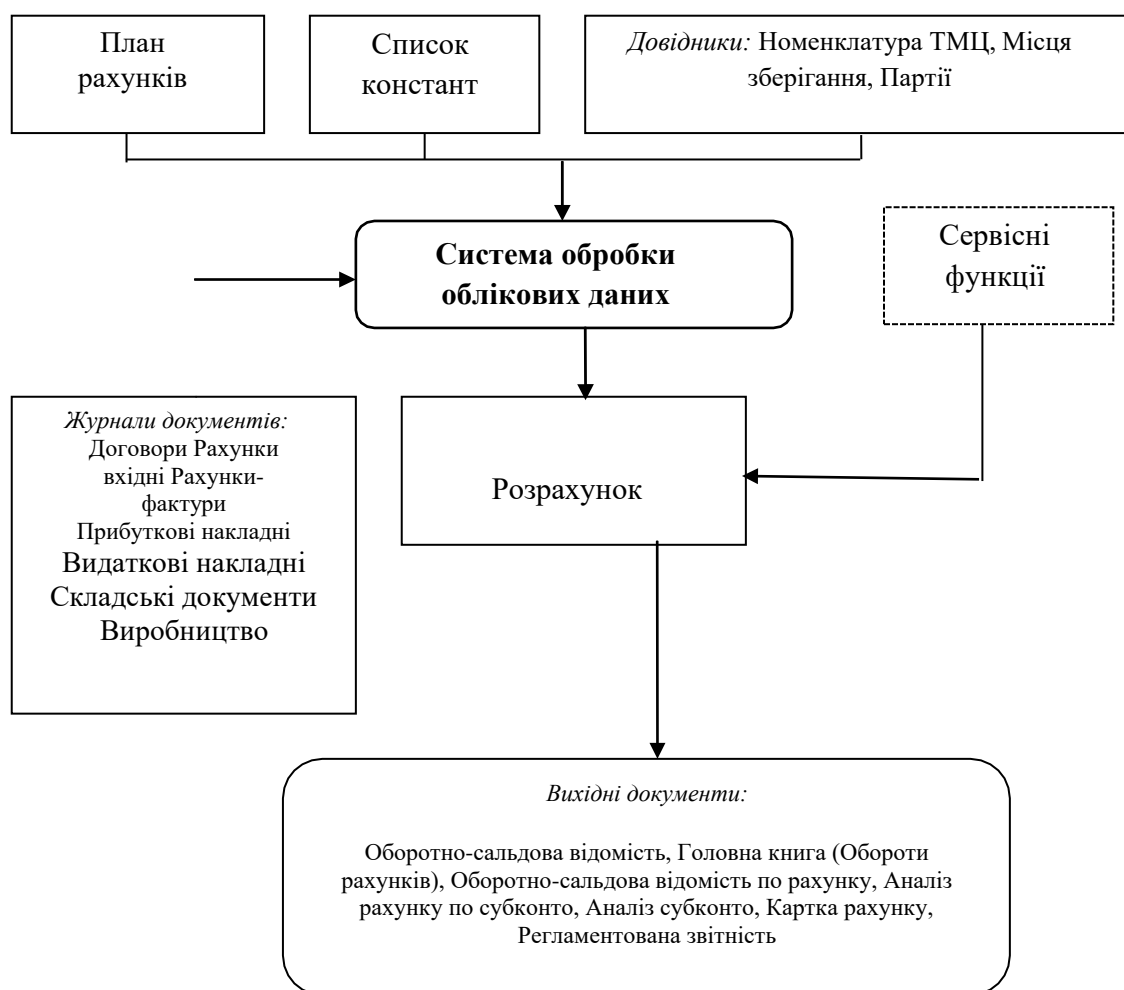 План
рахунків
Список
констант
Довідники: Номенклатура ТМЦ, Місця
зберігання, Партії
Сервісні
функції
Система обробки
облікових даних
Журнали документів:
Договори Рахунки
вхідні Рахунки-
фактури
Прибуткові накладні
Видаткові накладні
Складські документи
Виробництво
Розрахунок
Вихідні документи:
Оборотно-сальдова відомість, Головна книга (Обороти
рахунків), Оборотно-сальдова відомість по рахунку, Аналіз
рахунку по субконто, Аналіз субконто, Картка рахунку,
Регламентована звітність